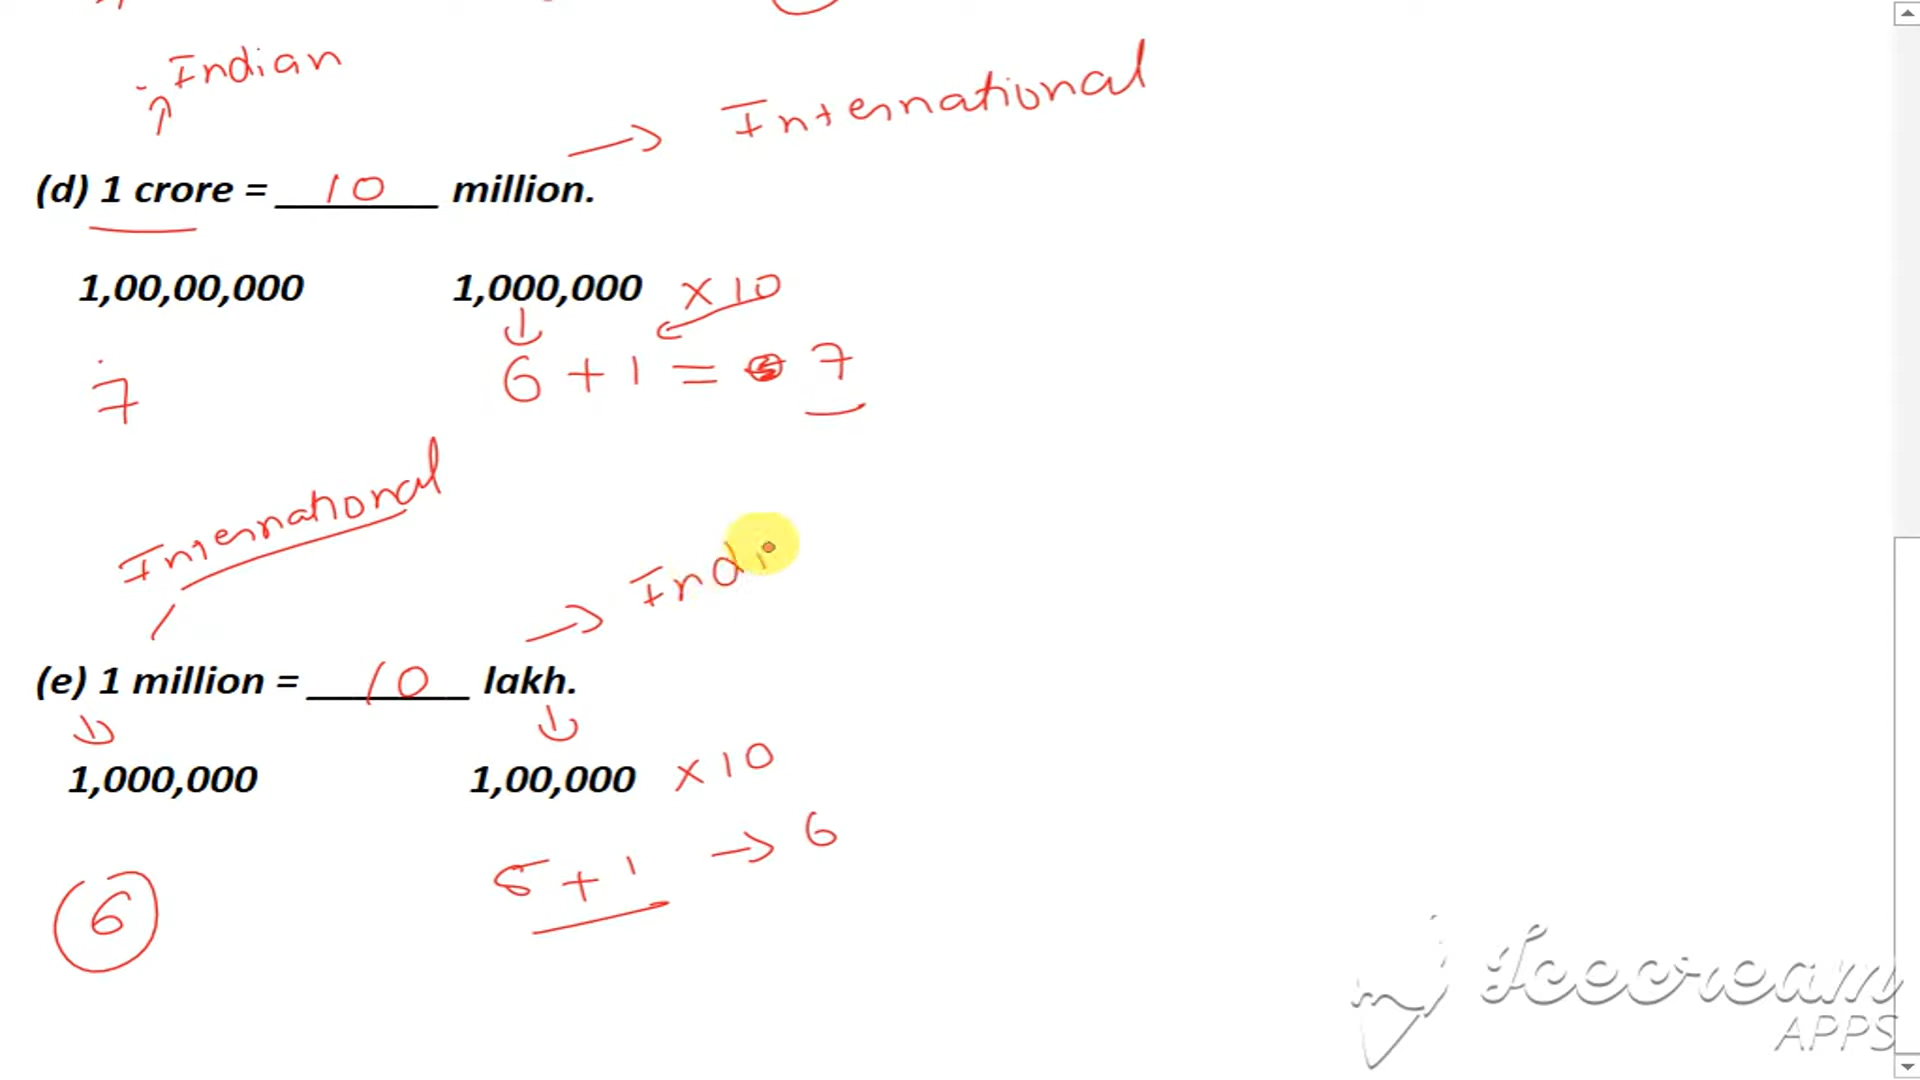 Indian
International
(d) 1 crore = 10 million.
1,00,00,000 1,000,000 × 10
7 6 + 1 = 7
International
Indi
(e) 1 million = 10 lakh.
1,000,000 1,00,000 × 10
6 5 + 1 → 6
Icecream
APPS